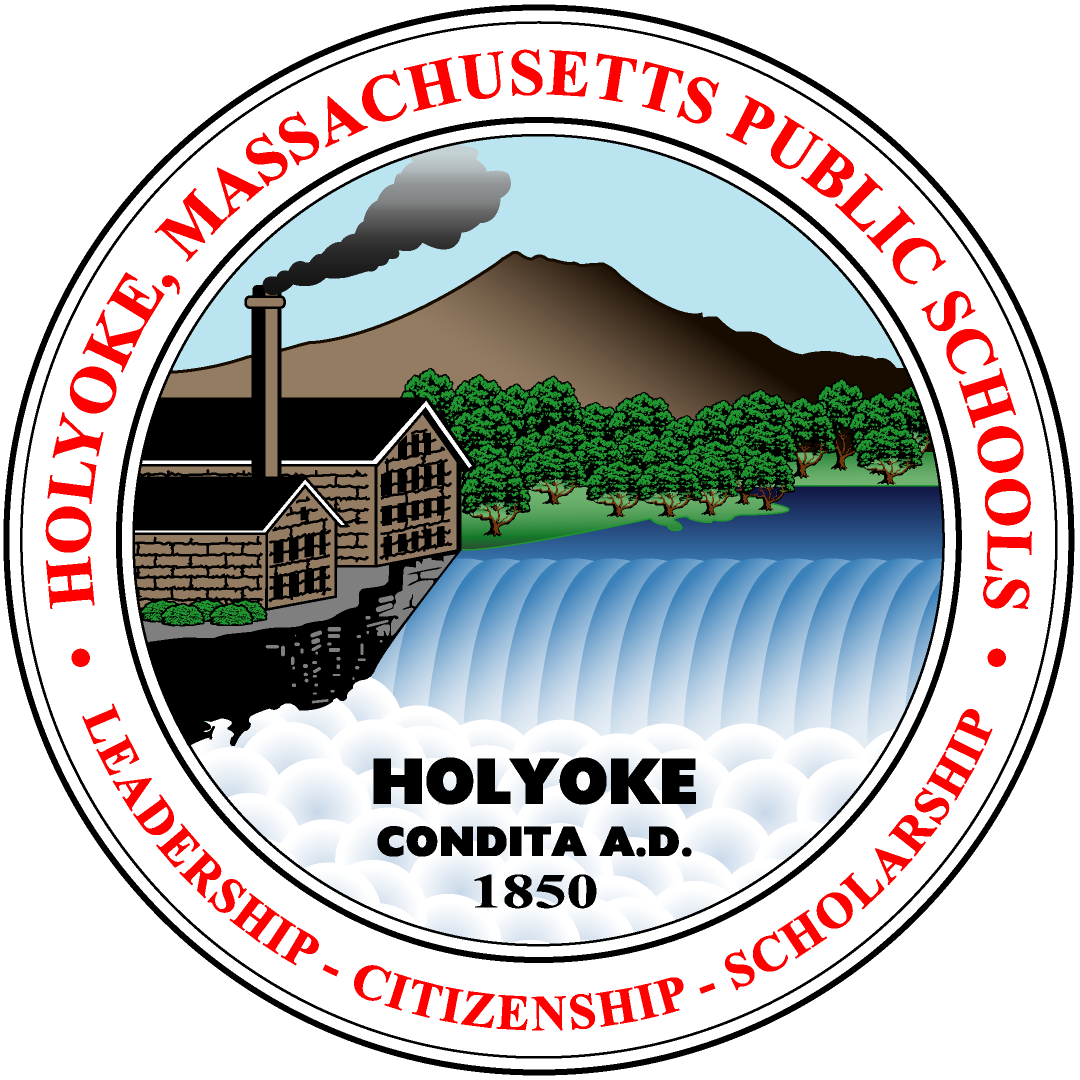 HOLYOKE, MASSACHUSETTS PUBLIC SCHOOLS
HOLYOKE
CONDITA A.D.
1850
• LEADERSHIP - CITIZENSHIP - SCHOLARSHIP •